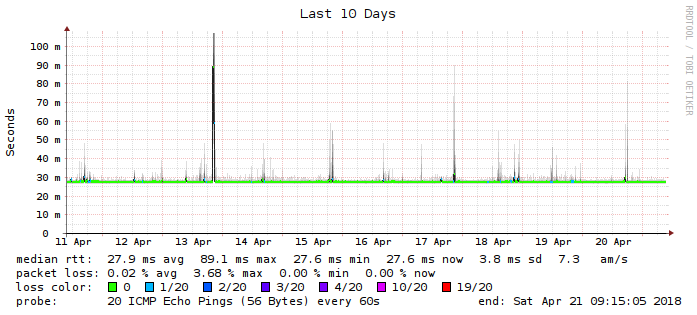 Last 10 Days
RRDTOOL / TOBI OETIKER
Seconds
100 m
90 m
80 m
70 m
60 m
50 m
40 m
30 m
20 m
10 m
0
11 Apr 12 Apr 13 Apr 14 Apr 15 Apr 16 Apr 17 Apr 18 Apr 19 Apr 20 Apr
median rtt: 27.9 ms avg 89.1 ms max 27.6 ms min 27.6 ms now 3.8 ms sd 7.3 am/s
packet loss: 0.02 % avg 3.68 % max 0.00 % min 0.00 % now
loss color: 0 1/20 2/20 3/20 4/20 10/20 19/20
probe: 20 ICMP Echo Pings (56 Bytes) every 60s end: Sat Apr 21 09:15:05 2018